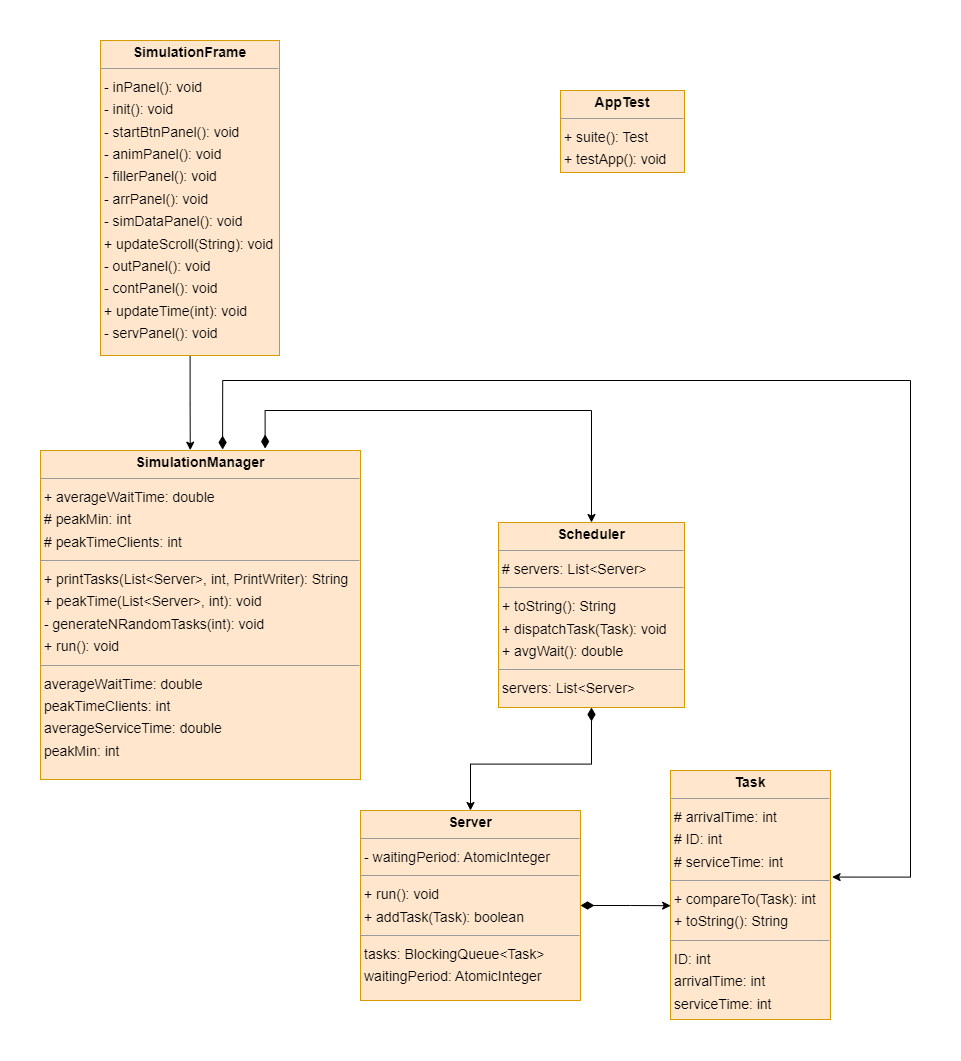 SimulationFrame
- inPanel(): void
- init(): void
- startBtnPanel(): void
- animPanel(): void
- fillerPanel(): void
- arrPanel(): void
- simDataPanel(): void
+ updateScroll(String): void
- outPanel(): void
- contPanel(): void
+ updateTime(int): void
- servPanel(): void
AppTest
+ suite(): Test
+ testApp(): void
SimulationManager
+ averageWaitTime: double
# peakMin: int
# peakTimeClients: int
+ printTasks(List<Server>, int, PrintWriter): String
+ peakTime(List<Server>, int): void
- generateNRandomTasks(int): void
+ run(): void
averageWaitTime: double
peakTimeClients: int
averageServiceTime: double
peakMin: int
Scheduler
# servers: List<Server>
+ toString(): String
+ dispatchTask(Task): void
+ avgWait(): double
servers: List<Server>
Server
- waitingPeriod: AtomicInteger
+ run(): void
+ addTask(Task): boolean
tasks: BlockingQueue<Task>
waitingPeriod: AtomicInteger
Task
# arrivalTime: int
# ID: int
# serviceTime: int
+ compareTo(Task): int
+ toString(): String
ID: int
arrivalTime: int
serviceTime: int